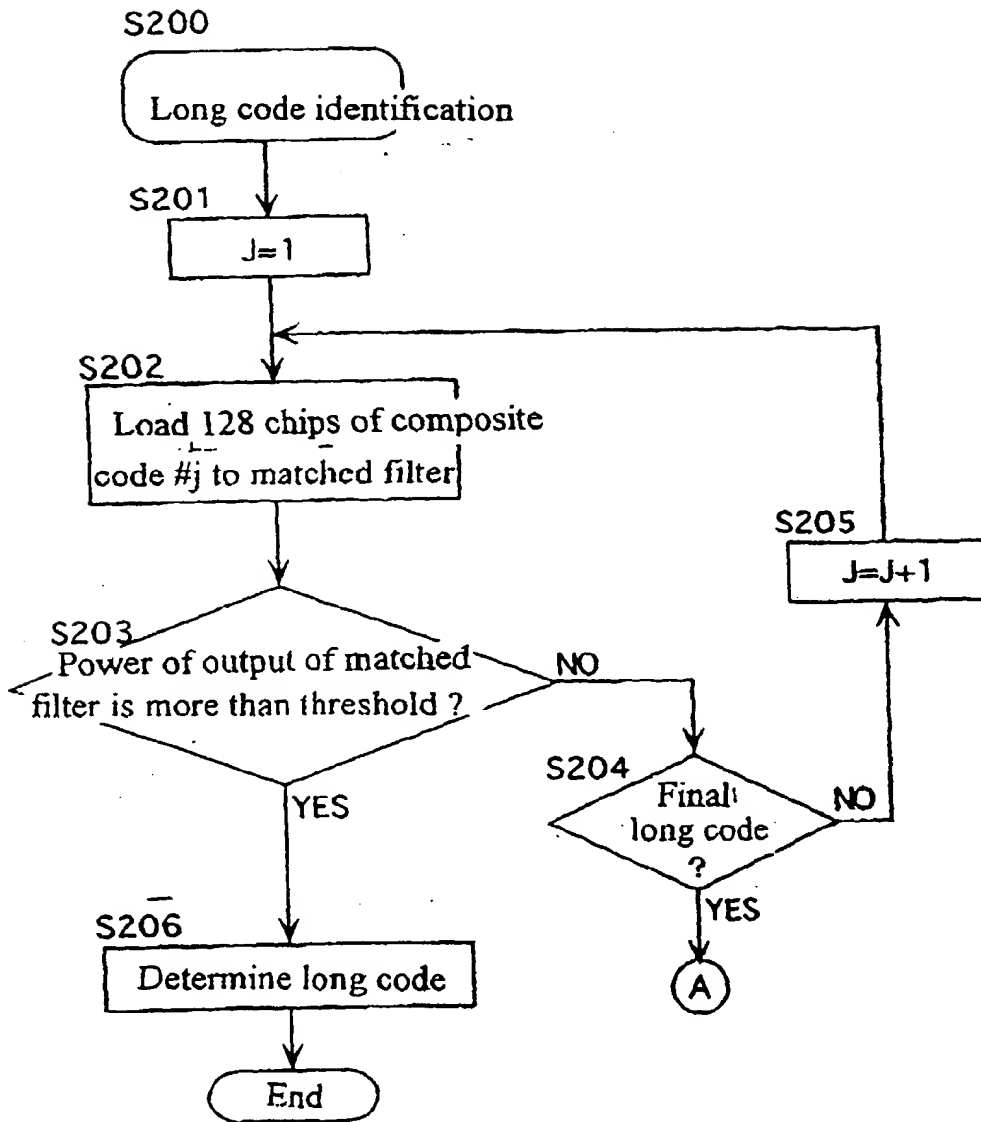 S200
Long code identification
S201
J=1
S202
Load 128 chips of composite
code #j to matched filter
S203
Power of output of matched
filter is more than threshold ?
NO
YES
S204
Final
long code
?
NO
YES
S205
J=J+1
A
S206
Determine long code
End